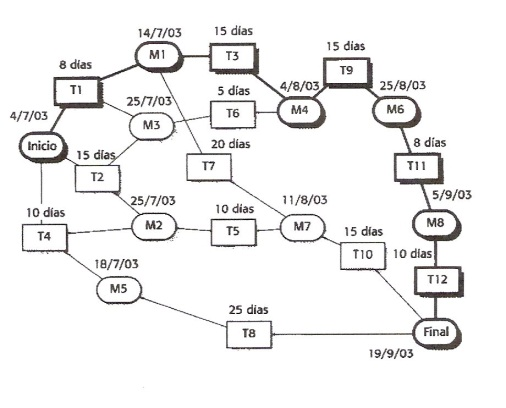 14/7/03
15 días
M1
T3
15 días
8 días
T9
T1
25/7/03
5 días
4/8/03
25/8/03
4/7/03
M3
T6
M4
M6
Inicio
15 días
20 días
8 días
T2
T7
T11
10 días
25/7/03
10 días
11/8/03
5/9/03
T4
M2
T5
M7
15 días
M8
18/7/03
T10
10 días
M5
T12
25 días
T8
Final
19/9/03